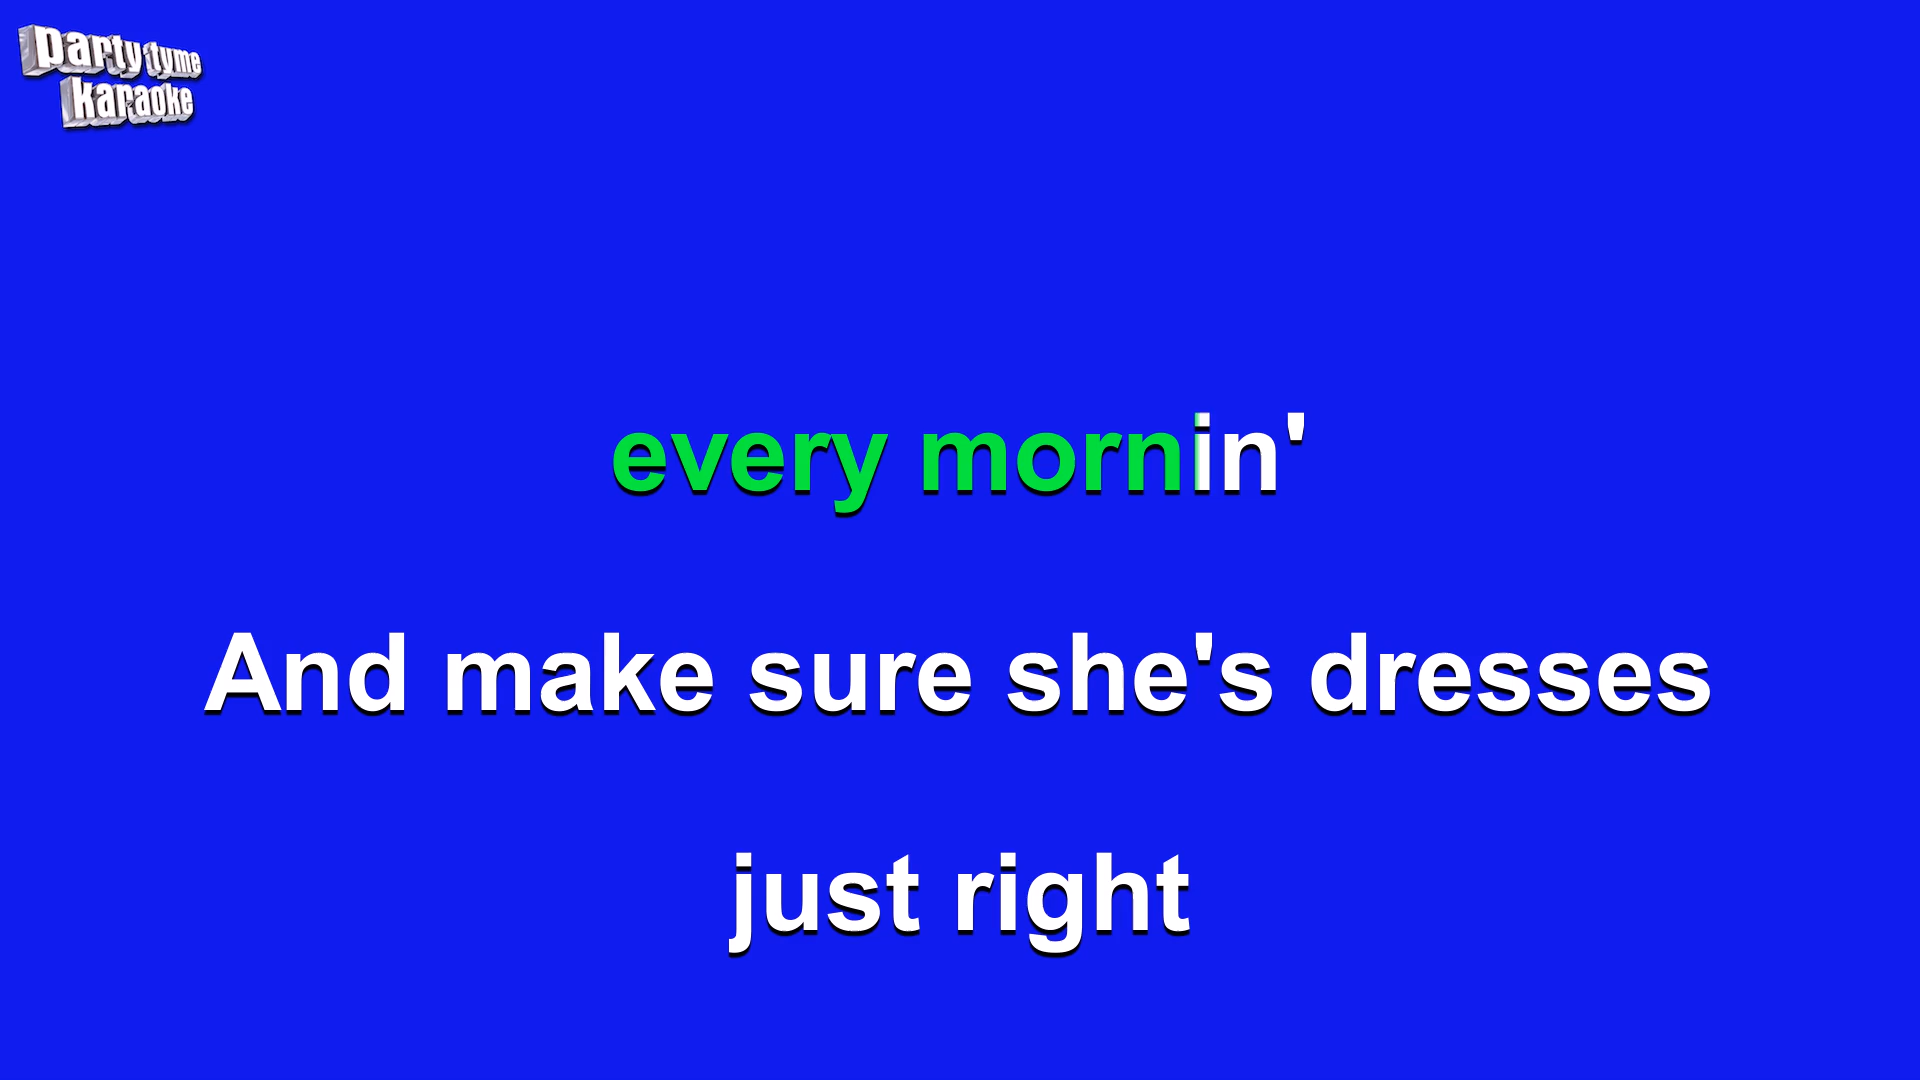 party tyme
karaoke
every mornin'
And make sure she's dresses
just right